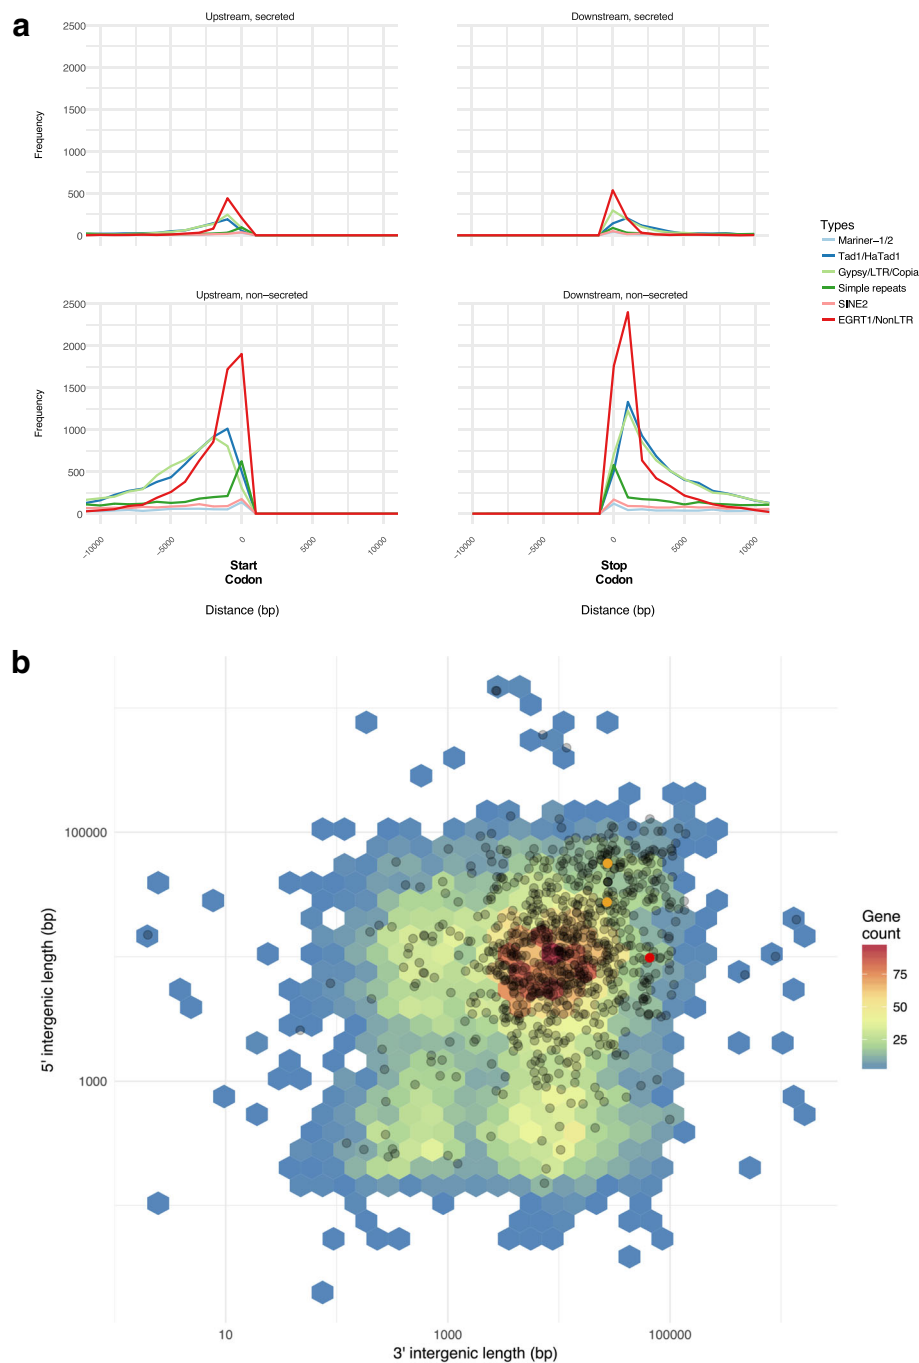 a
Upstream, secreted
Downstream, secreted
2500
2000
1500
1000
500
0
Frequency
Types
Mariner−1/2
Tad1/HaTad1
Gypsy/LTR/Copia
Simple repeats
SINE2
EGRT1/NonLTR
Upstream, non−secreted
Downstream, non−secreted
2500
2000
1500
1000
500
0
Frequency
−10000
−5000
0
5000
10000
−10000
−5000
0
5000
10000
Start
Codon
Stop
Codon
Distance (bp)
Distance (bp)
b
100000
1000
5' intergenic length (bp)
Gene
count
75
50
25
10
1000
100000
3' intergenic length (bp)